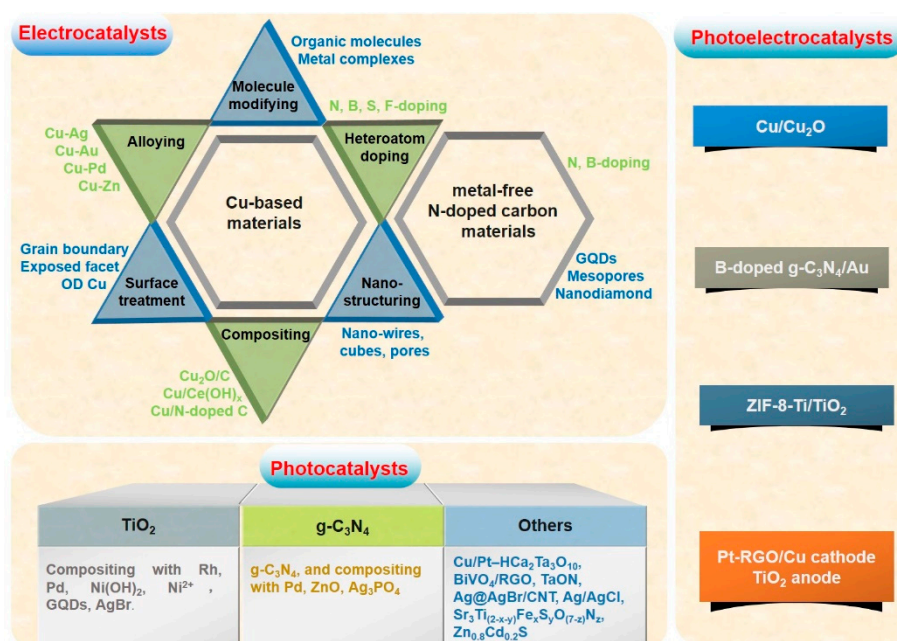 Electrocatalysts
Organic molecules
Metal complexes
Molecule
modifying
N, B, S, F-doping
Cu-Ag
Cu-Au
Cu-Pd
Cu-Zn
Alloying
Heteroatom
doping
N, B-doping
Cu-based
materials
metal-free
N-doped carbon
materials
Grain boundary
Exposed facet
OD Cu
Surface
treatment
Nano-
structuring
GQDs
Mesopores
Nanodiamond
Compositing
Nano-wires,
cubes, pores
Cu₂O/C
Cu/Ce(OH)ₓ
Cu/N-doped C
Photocatalysts
TiO₂
Compositing with Rh,
Pd, Ni(OH)₂, Ni²⁺ ,
GQDs, AgBr.
g-C₃N₄
g-C₃N₄, and compositing
with Pd, ZnO, Ag₃PO₄
Others
Cu/Pt–HCa₂Ta₃O₁₀,
BiVO₄/RGO, TaON,
Ag@AgBr/CNT, Ag/AgCl,
Sr₃Ti₍₂₋ₓ₋ᵧ₎FeₓSᵧO₍₇₋z₎Nz,
Zn₀.₈Cd₀.₂S
Photoelectrocatalysts
Cu/Cu₂O
B-doped g-C₃N₄/Au
ZIF-8-Ti/TiO₂
Pt-RGO/Cu cathode
TiO₂ anode